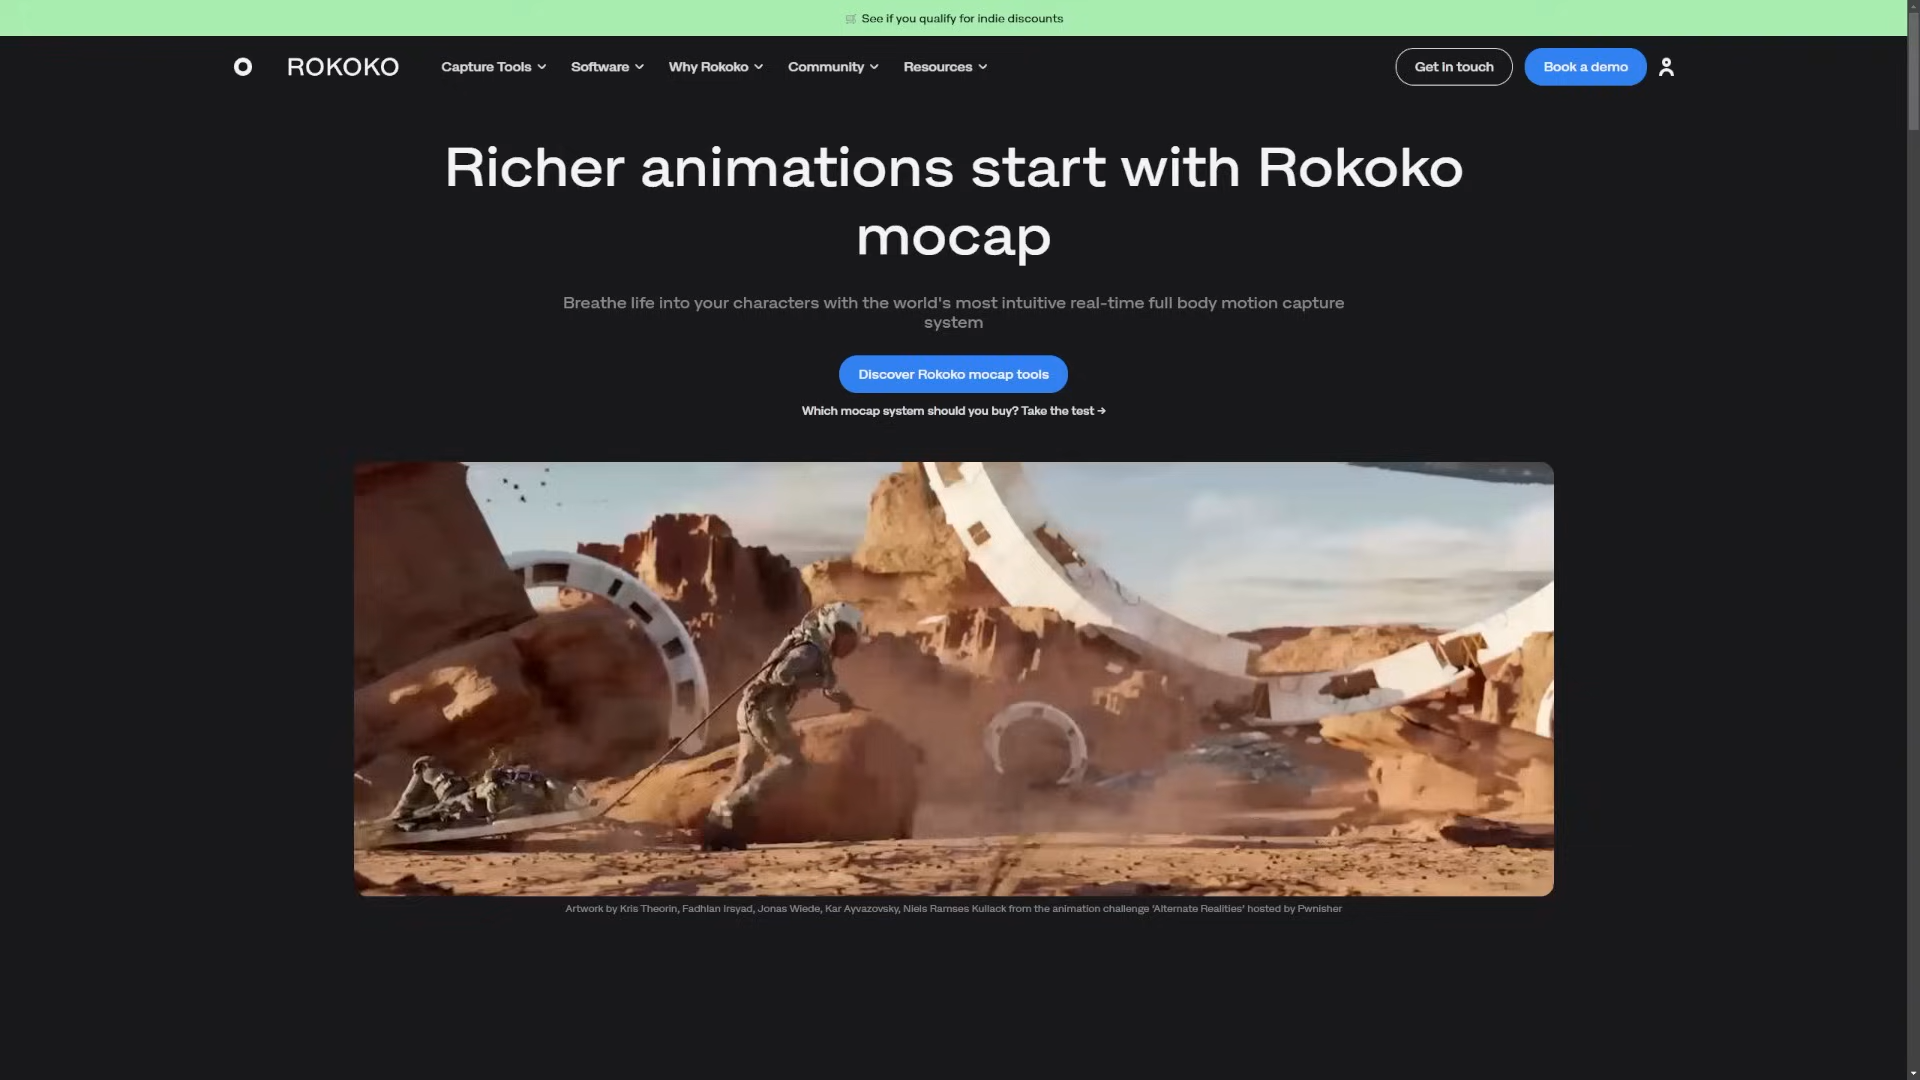 See if you qualify for indie discounts
ROKOKO
Capture Tools
Software
Why Rokoko
Community
Resources
Get in touch
Book a demo
Richer animations start with Rokoko
mocap
Breathe life into your characters with the world's most intuitive real-time full body motion capture
system
Discover Rokoko mocap tools
Which mocap system should you buy? Take the test →
Artwork by Kris Theorin, Fadhlan Irsyad, Jonas Wiede, Kar Ayvazovsky, Niels Ramses Kullack from the animation challenge ‘Alternate Realities’ hosted by Pwnisher